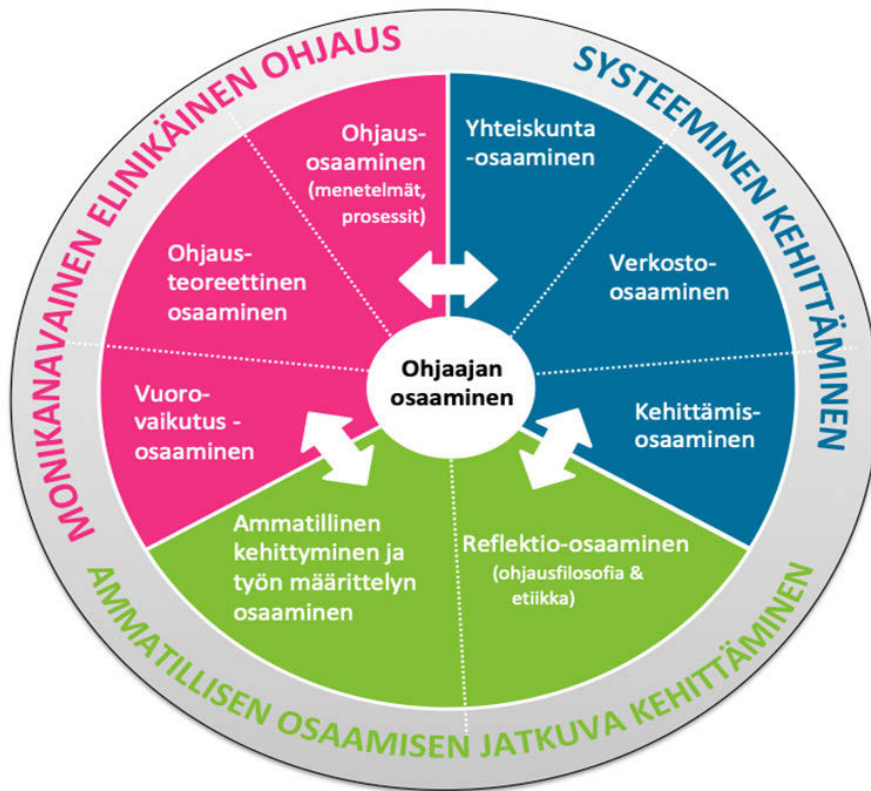 MONIKANAVAINEN ELINIKÄINEN OHJAUS
SYSTEEMINEN KEHITTÄMINEN
Ohjaus-
osaaminen
(menetelmät,
prosessit)
Yhteiskunta
-osaaminen
Ohjaus-
teoreettinen
osaaminen
Verkosto-
osaaminen
Ohjaajan
osaaminen
Vuoro-
vaikutus -
osaaminen
Kehittämis-
osaaminen
Ammatillinen
kehittyminen ja
työn määrittelyn
osaaminen
Reflektio-osaaminen
(ohjausfilosofia &
etiikka)
AMMATILLISEN OSAAMISEN JATKUVA KEHITTÄMINEN